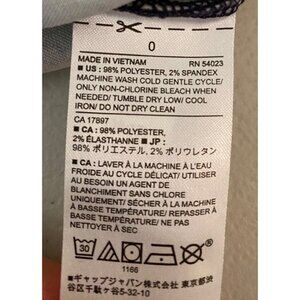 0
MADE IN VIETNAM RN 54023
■ US : 98% POLYESTER, 2% SPANDEX
MACHINE WASH COLD GENTLE CYCLE/
ONLY NON-CHLORINE BLEACH WHEN
NEEDED/ TUMBLE DRY LOW/ COOL
IRON/ DO NOT DRY CLEAN
CA 17897
■ CA : 98% POLYESTER,
2% ÉLASTHANNE ■ JP :
98% ポリエステル, 2% ポリウレタン
■ CA : LAVER À LA MACHINE À L'EAU
FROIDE AU CYCLE DÉLICAT/ UTILISER
AU BESOIN UN AGENT DE
BLANCHIMENT SANS CHLORE
UNIQUEMENT/ SÉCHER À LA MACHINE
À BASSE TEMPÉRATURE/ REPASSER À
BASSE TEMPÉRATURE/ NE PAS
NETTOYER À SEC
30
1166
■ギャップジャパン株式会社 東京都渋
谷区千駄ヶ谷5-32-10